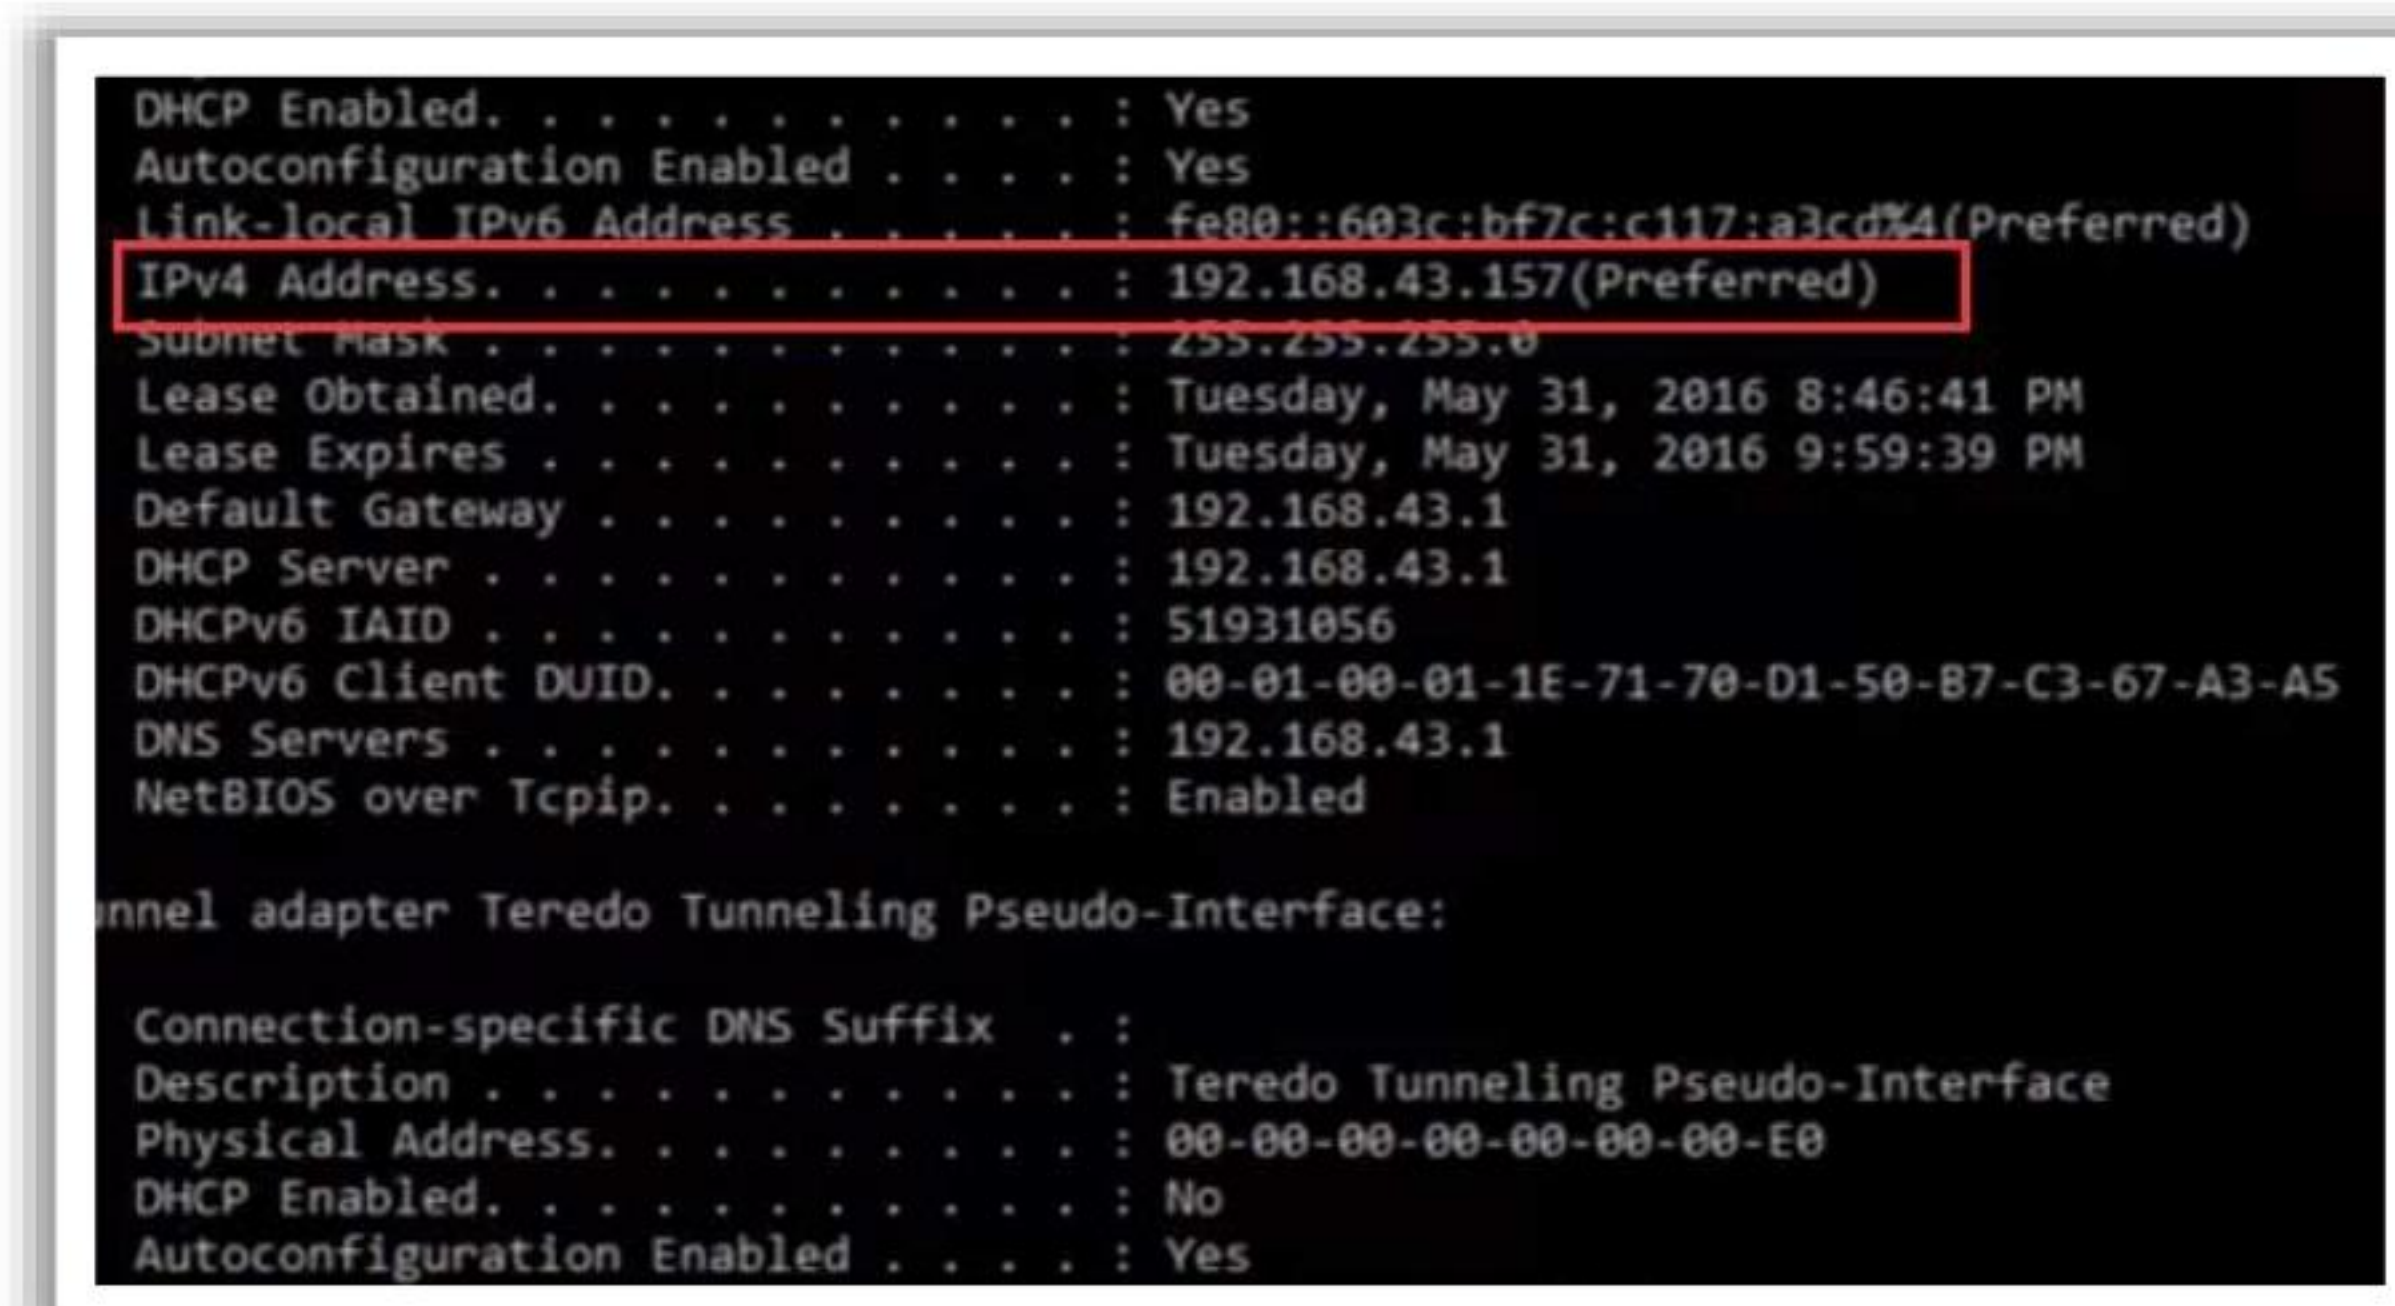 DHCP Enabled. . . . . . . . . . . : Yes
Autoconfiguration Enabled . . . . : Yes
Link-local IPv6 Address . . . . . : fe80::603c:bf7c:c117:a3cd%4(Preferred)
IPv4 Address. . . . . . . . . . . : 192.168.43.157(Preferred)
Subnet Mask . . . . . . . . . . . : 255.255.255.0
Lease Obtained. . . . . . . . . . : Tuesday, May 31, 2016 8:46:41 PM
Lease Expires . . . . . . . . . . : Tuesday, May 31, 2016 9:59:39 PM
Default Gateway . . . . . . . . . : 192.168.43.1
DHCP Server . . . . . . . . . . . : 192.168.43.1
DHCPv6 IAID . . . . . . . . . . . : 51931056
DHCPv6 Client DUID. . . . . . . . : 00-01-00-01-1E-71-70-D1-50-B7-C3-67-A3-A5
DNS Servers . . . . . . . . . . . : 192.168.43.1
NetBIOS over Tcpip. . . . . . . . : Enabled
unnel adapter Teredo Tunneling Pseudo-Interface:
Connection-specific DNS Suffix  . :
Description . . . . . . . . . . . : Teredo Tunneling Pseudo-Interface
Physical Address. . . . . . . . . : 00-00-00-00-00-00-00-E0
DHCP Enabled. . . . . . . . . . . : No
Autoconfiguration Enabled . . . . : Yes